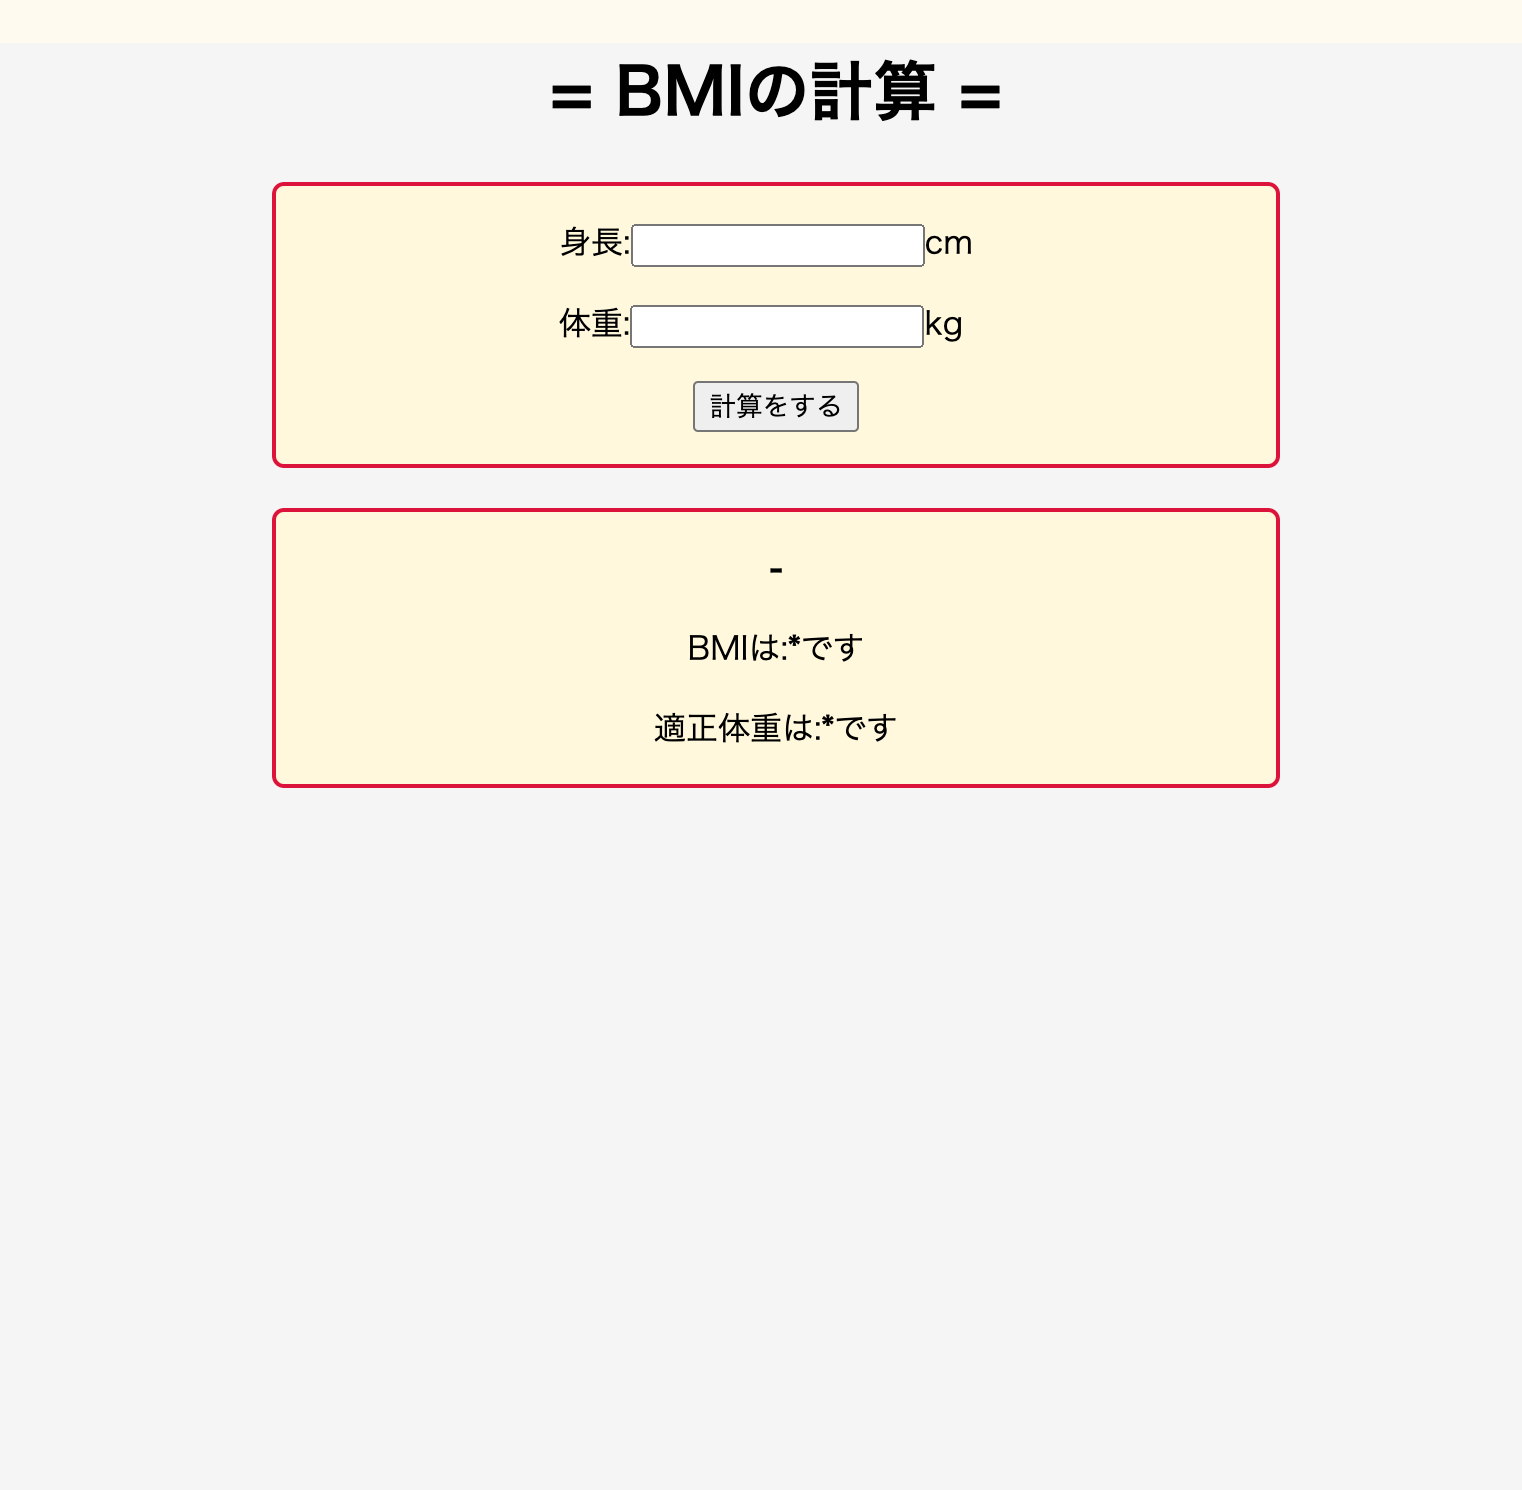 = BMIの計算 =
身長:cm
体重:kg
計算をする
-
BMIは:*です
適正体重は:*です